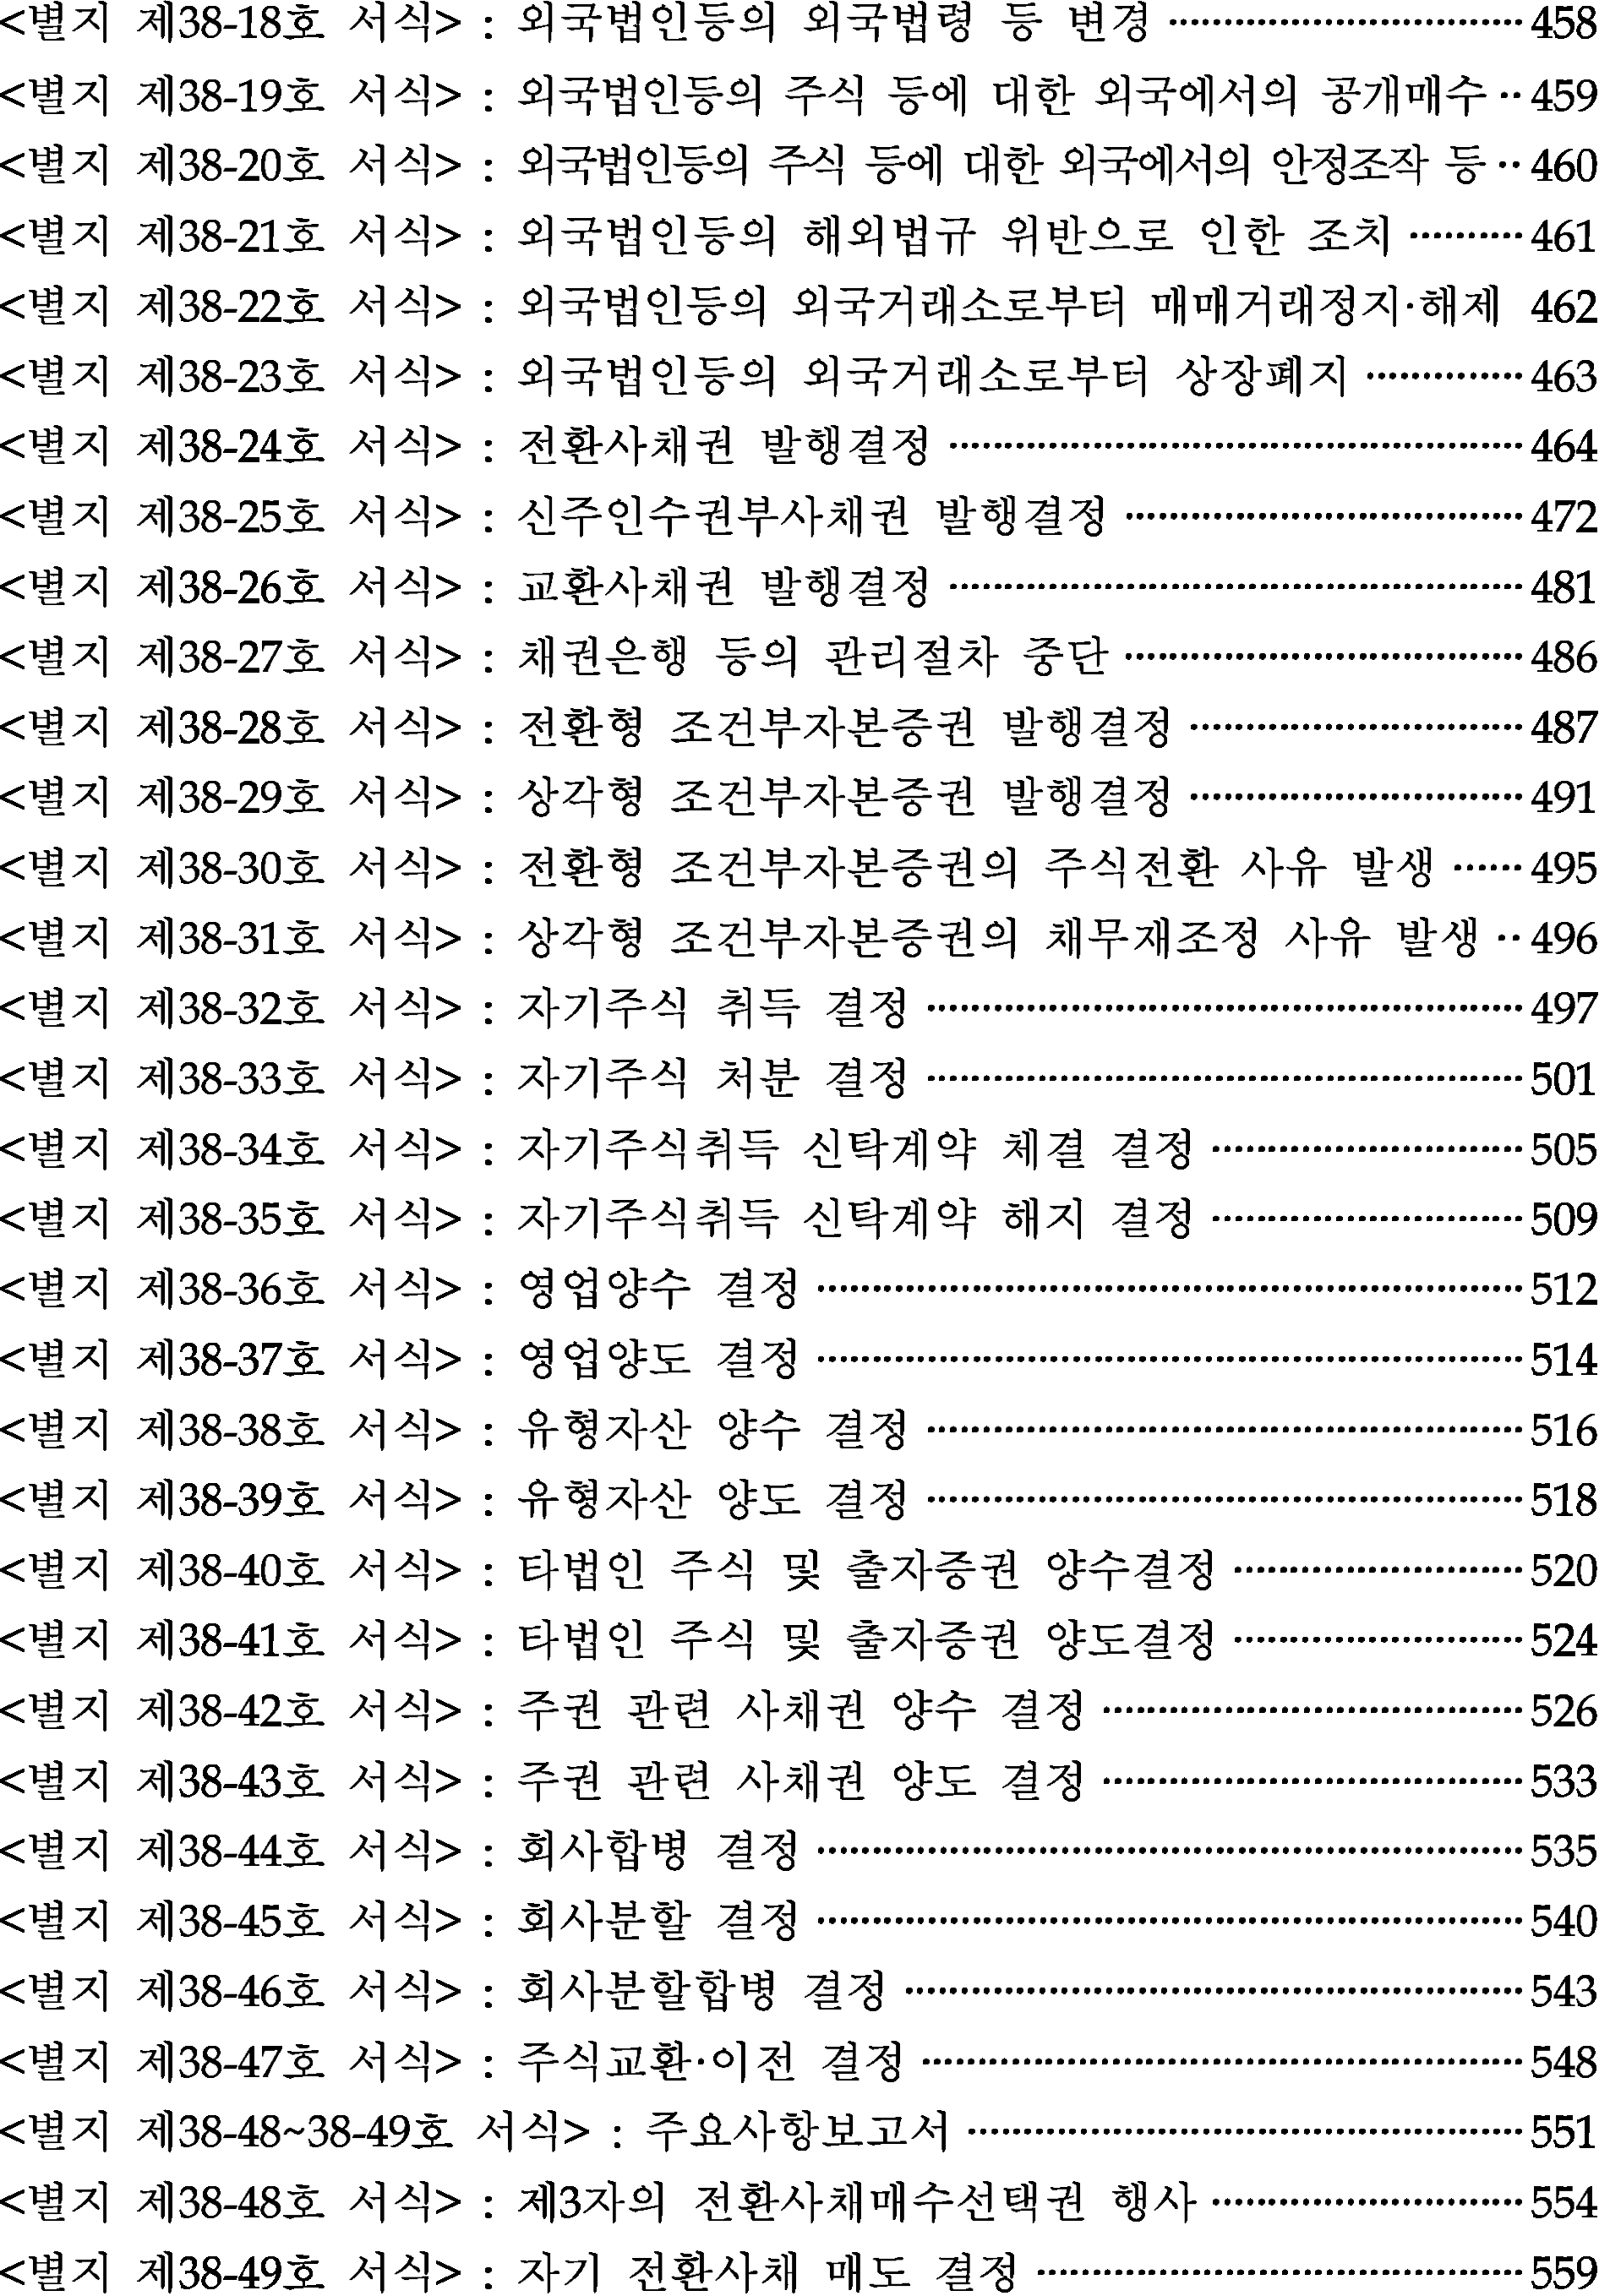 <별지 제38-18호 서식> : 외국법인등의 외국법령 등 변경 ································ 458
<별지 제38-19호 서식> : 외국법인등의 주식 등에 대한 외국에서의 공개매수 ·· 459
<별지 제38-20호 서식> : 외국법인등의 주식 등에 대한 외국에서의 안정조작 등 ·· 460
<별지 제38-21호 서식> : 외국법인등의 해외법규 위반으로 인한 조치 ·········· 461
<별지 제38-22호 서식> : 외국법인등의 외국거래소로부터 매매거래정지·해제 462
<별지 제38-23호 서식> : 외국법인등의 외국거래소로부터 상장폐지 ·············· 463
<별지 제38-24호 서식> : 전환사채권 발행결정 ···················································· 464
<별지 제38-25호 서식> : 신주인수권부사채권 발행결정 ···································· 472
<별지 제38-26호 서식> : 교환사채권 발행결정 ···················································· 481
<별지 제38-27호 서식> : 채권은행 등의 관리절차 중단 ···································· 486
<별지 제38-28호 서식> : 전환형 조건부자본증권 발행결정 ······························ 487
<별지 제38-29호 서식> : 상각형 조건부자본증권 발행결정 ······························ 491
<별지 제38-30호 서식> : 전환형 조건부자본증권의 주식전환 사유 발생 ······ 495
<별지 제38-31호 서식> : 상각형 조건부자본증권의 채무재조정 사유 발생 ·· 496
<별지 제38-32호 서식> : 자기주식 취득 결정 ······················································ 497
<별지 제38-33호 서식> : 자기주식 처분 결정 ······················································ 501
<별지 제38-34호 서식> : 자기주식취득 신탁계약 체결 결정 ···························· 505
<별지 제38-35호 서식> : 자기주식취득 신탁계약 해지 결정 ···························· 509
<별지 제38-36호 서식> : 영업양수 결정 ································································ 512
<별지 제38-37호 서식> : 영업양도 결정 ································································ 514
<별지 제38-38호 서식> : 유형자산 양수 결정 ······················································ 516
<별지 제38-39호 서식> : 유형자산 양도 결정 ······················································ 518
<별지 제38-40호 서식> : 타법인 주식 및 출자증권 양수결정 ·························· 520
<별지 제38-41호 서식> : 타법인 주식 및 출자증권 양도결정 ·························· 524
<별지 제38-42호 서식> : 주권 관련 사채권 양수 결정 ······································ 526
<별지 제38-43호 서식> : 주권 관련 사채권 양도 결정 ······································ 533
<별지 제38-44호 서식> : 회사합병 결정 ································································ 535
<별지 제38-45호 서식> : 회사분할 결정 ································································ 540
<별지 제38-46호 서식> : 회사분할합병 결정 ························································ 543
<별지 제38-47호 서식> : 주식교환·이전 결정 ······················································ 548
<별지 제38-48~38-49호 서식> : 주요사항보고서 ·················································· 551
<별지 제38-48호 서식> : 제3자의 전환사채매수선택권 행사 ···························· 554
<별지 제38-49호 서식> : 자기 전환사채 매도 결정 ············································ 559